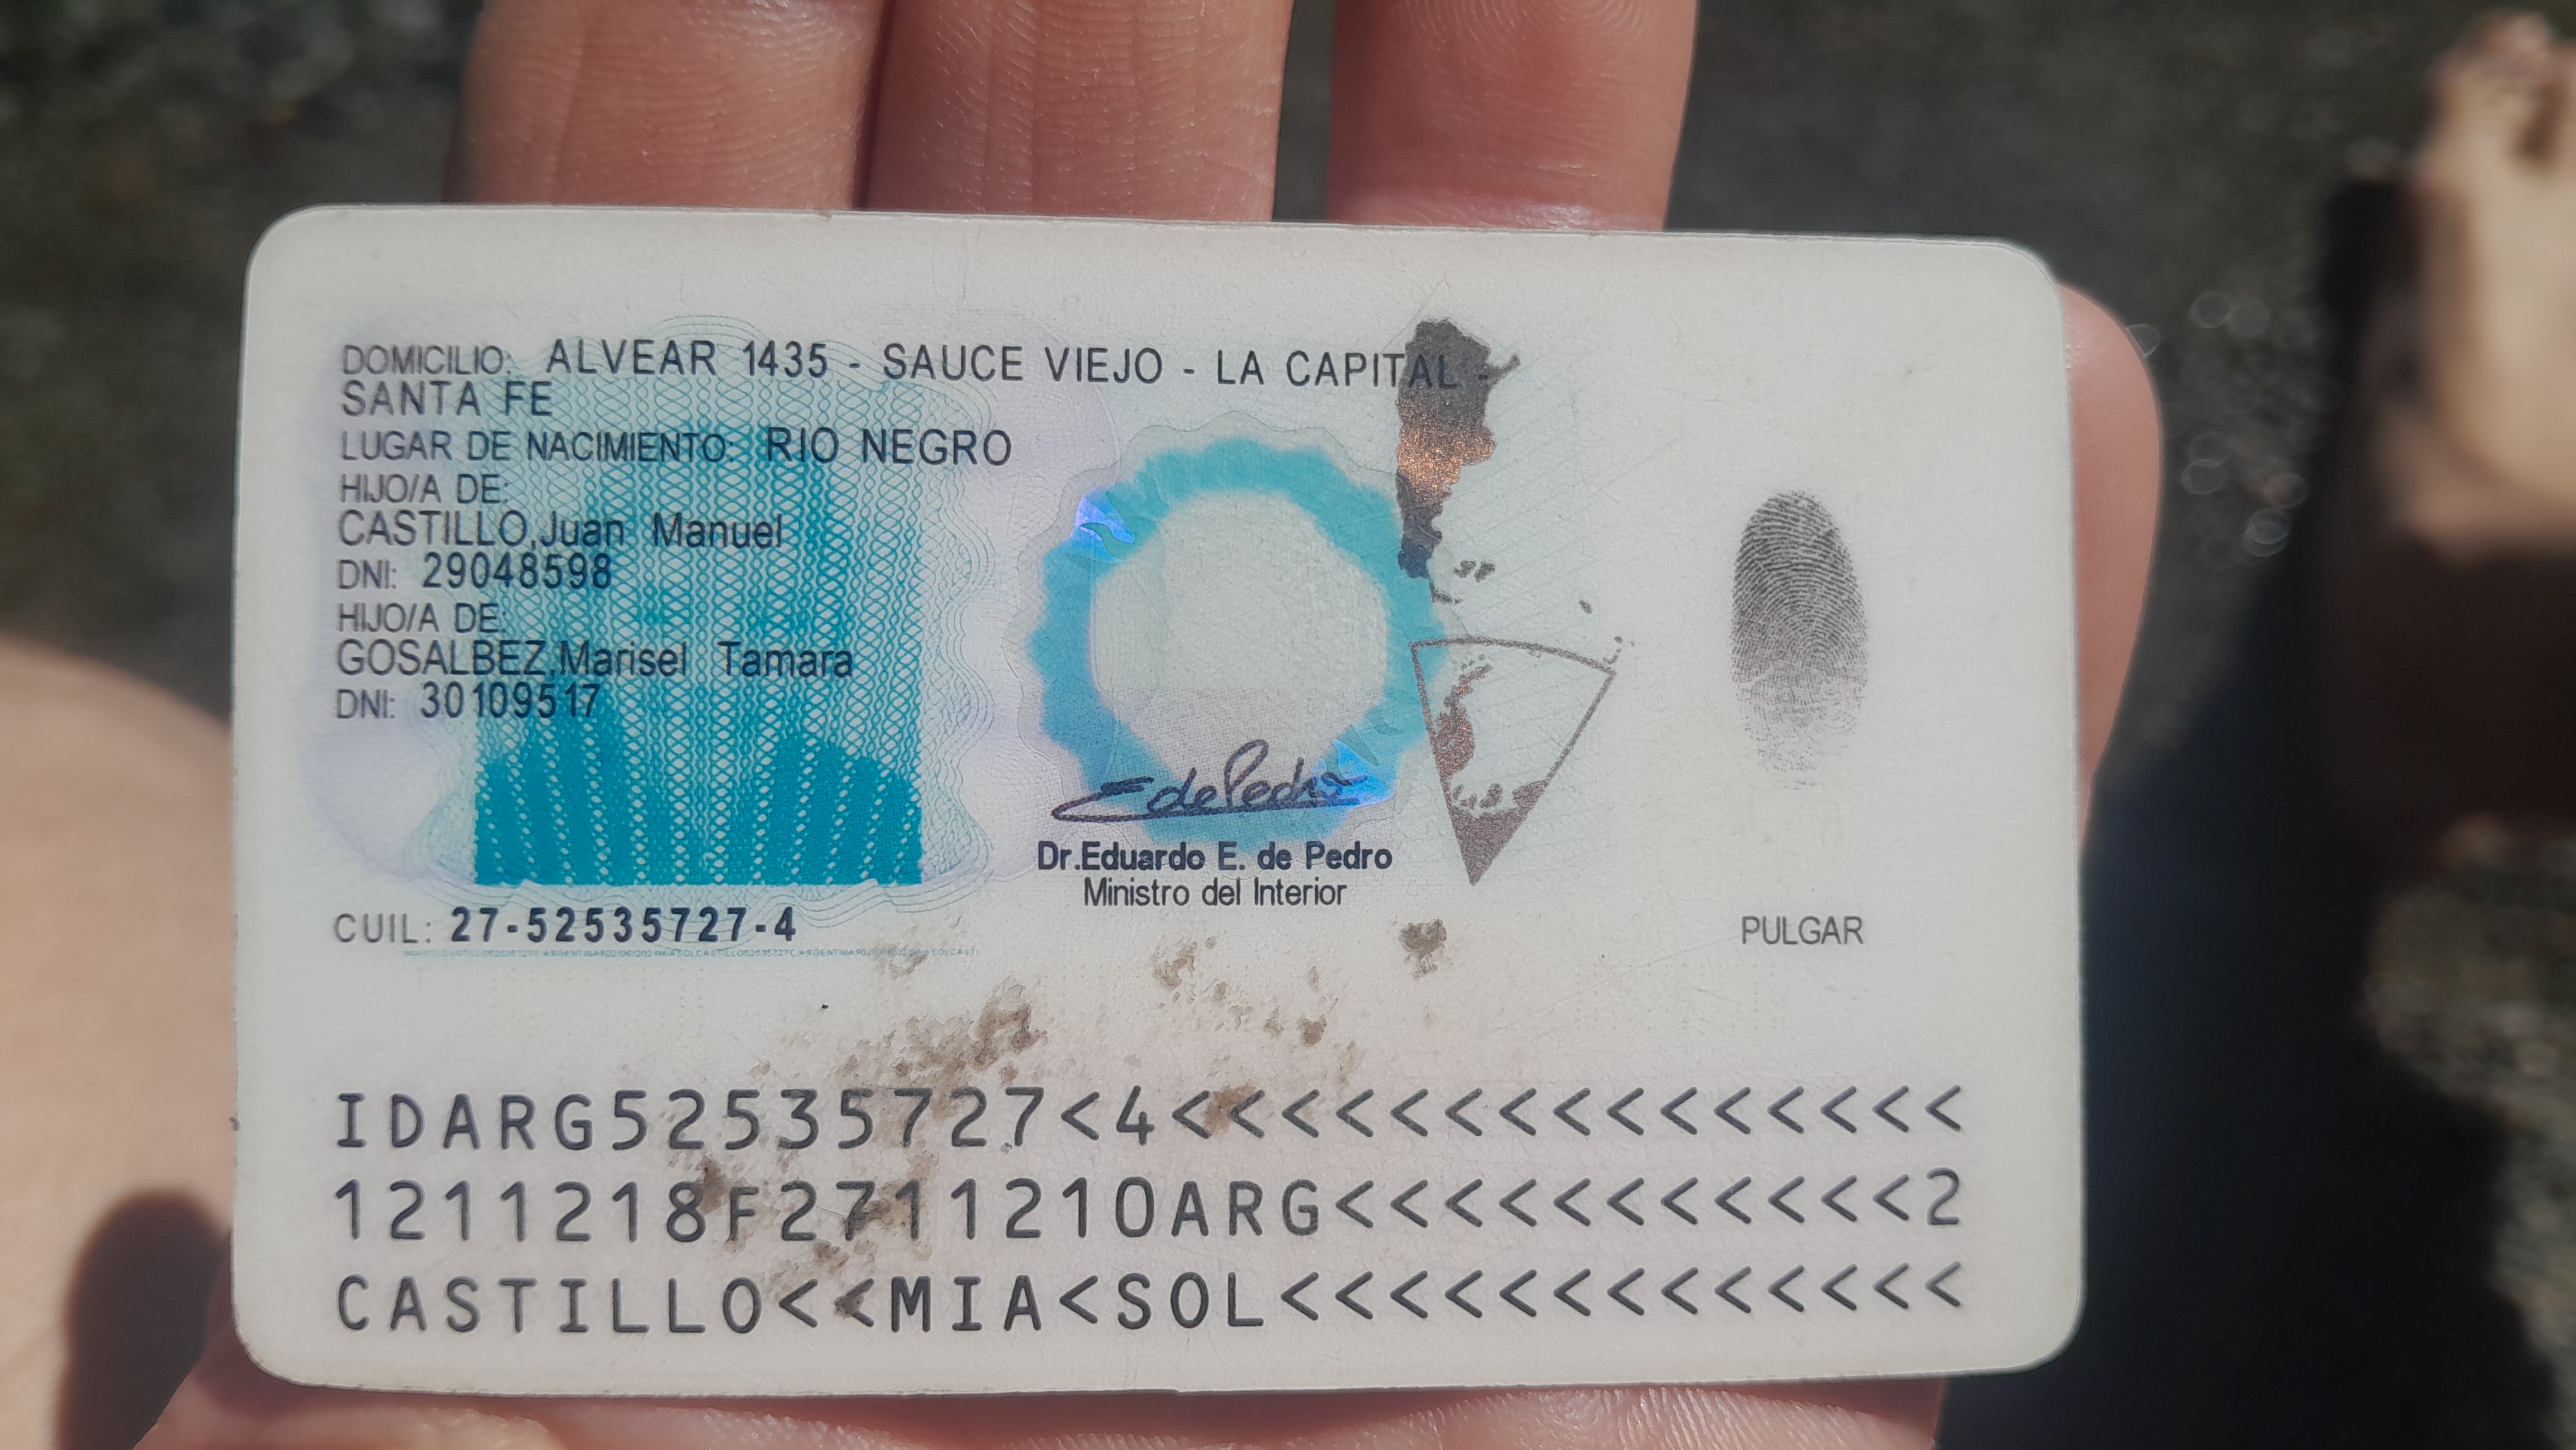 DOMICILIO: ALVEAR 1435 - SAUCE VIEJO - LA CAPITAL -
SANTA FE
LUGAR DE NACIMIENTO: RIO NEGRO
HIJO/A DE:
CASTILLO,Juan Manuel
DNI: 29048598
HIJO/A DE:
GOSALBEZ,Marisel Tamara
DNI: 30109517
Dr.Eduardo E. de Pedro
Ministro del Interior
CUIL: 27-52535727-4
PULGAR
IDARG52535727<4<<<<<<<<<<<<<<<
1211218F2711210ARG<<<<<<<<<<<2
CASTILLO<<MIA<SOL<<<<<<<<<<<<<